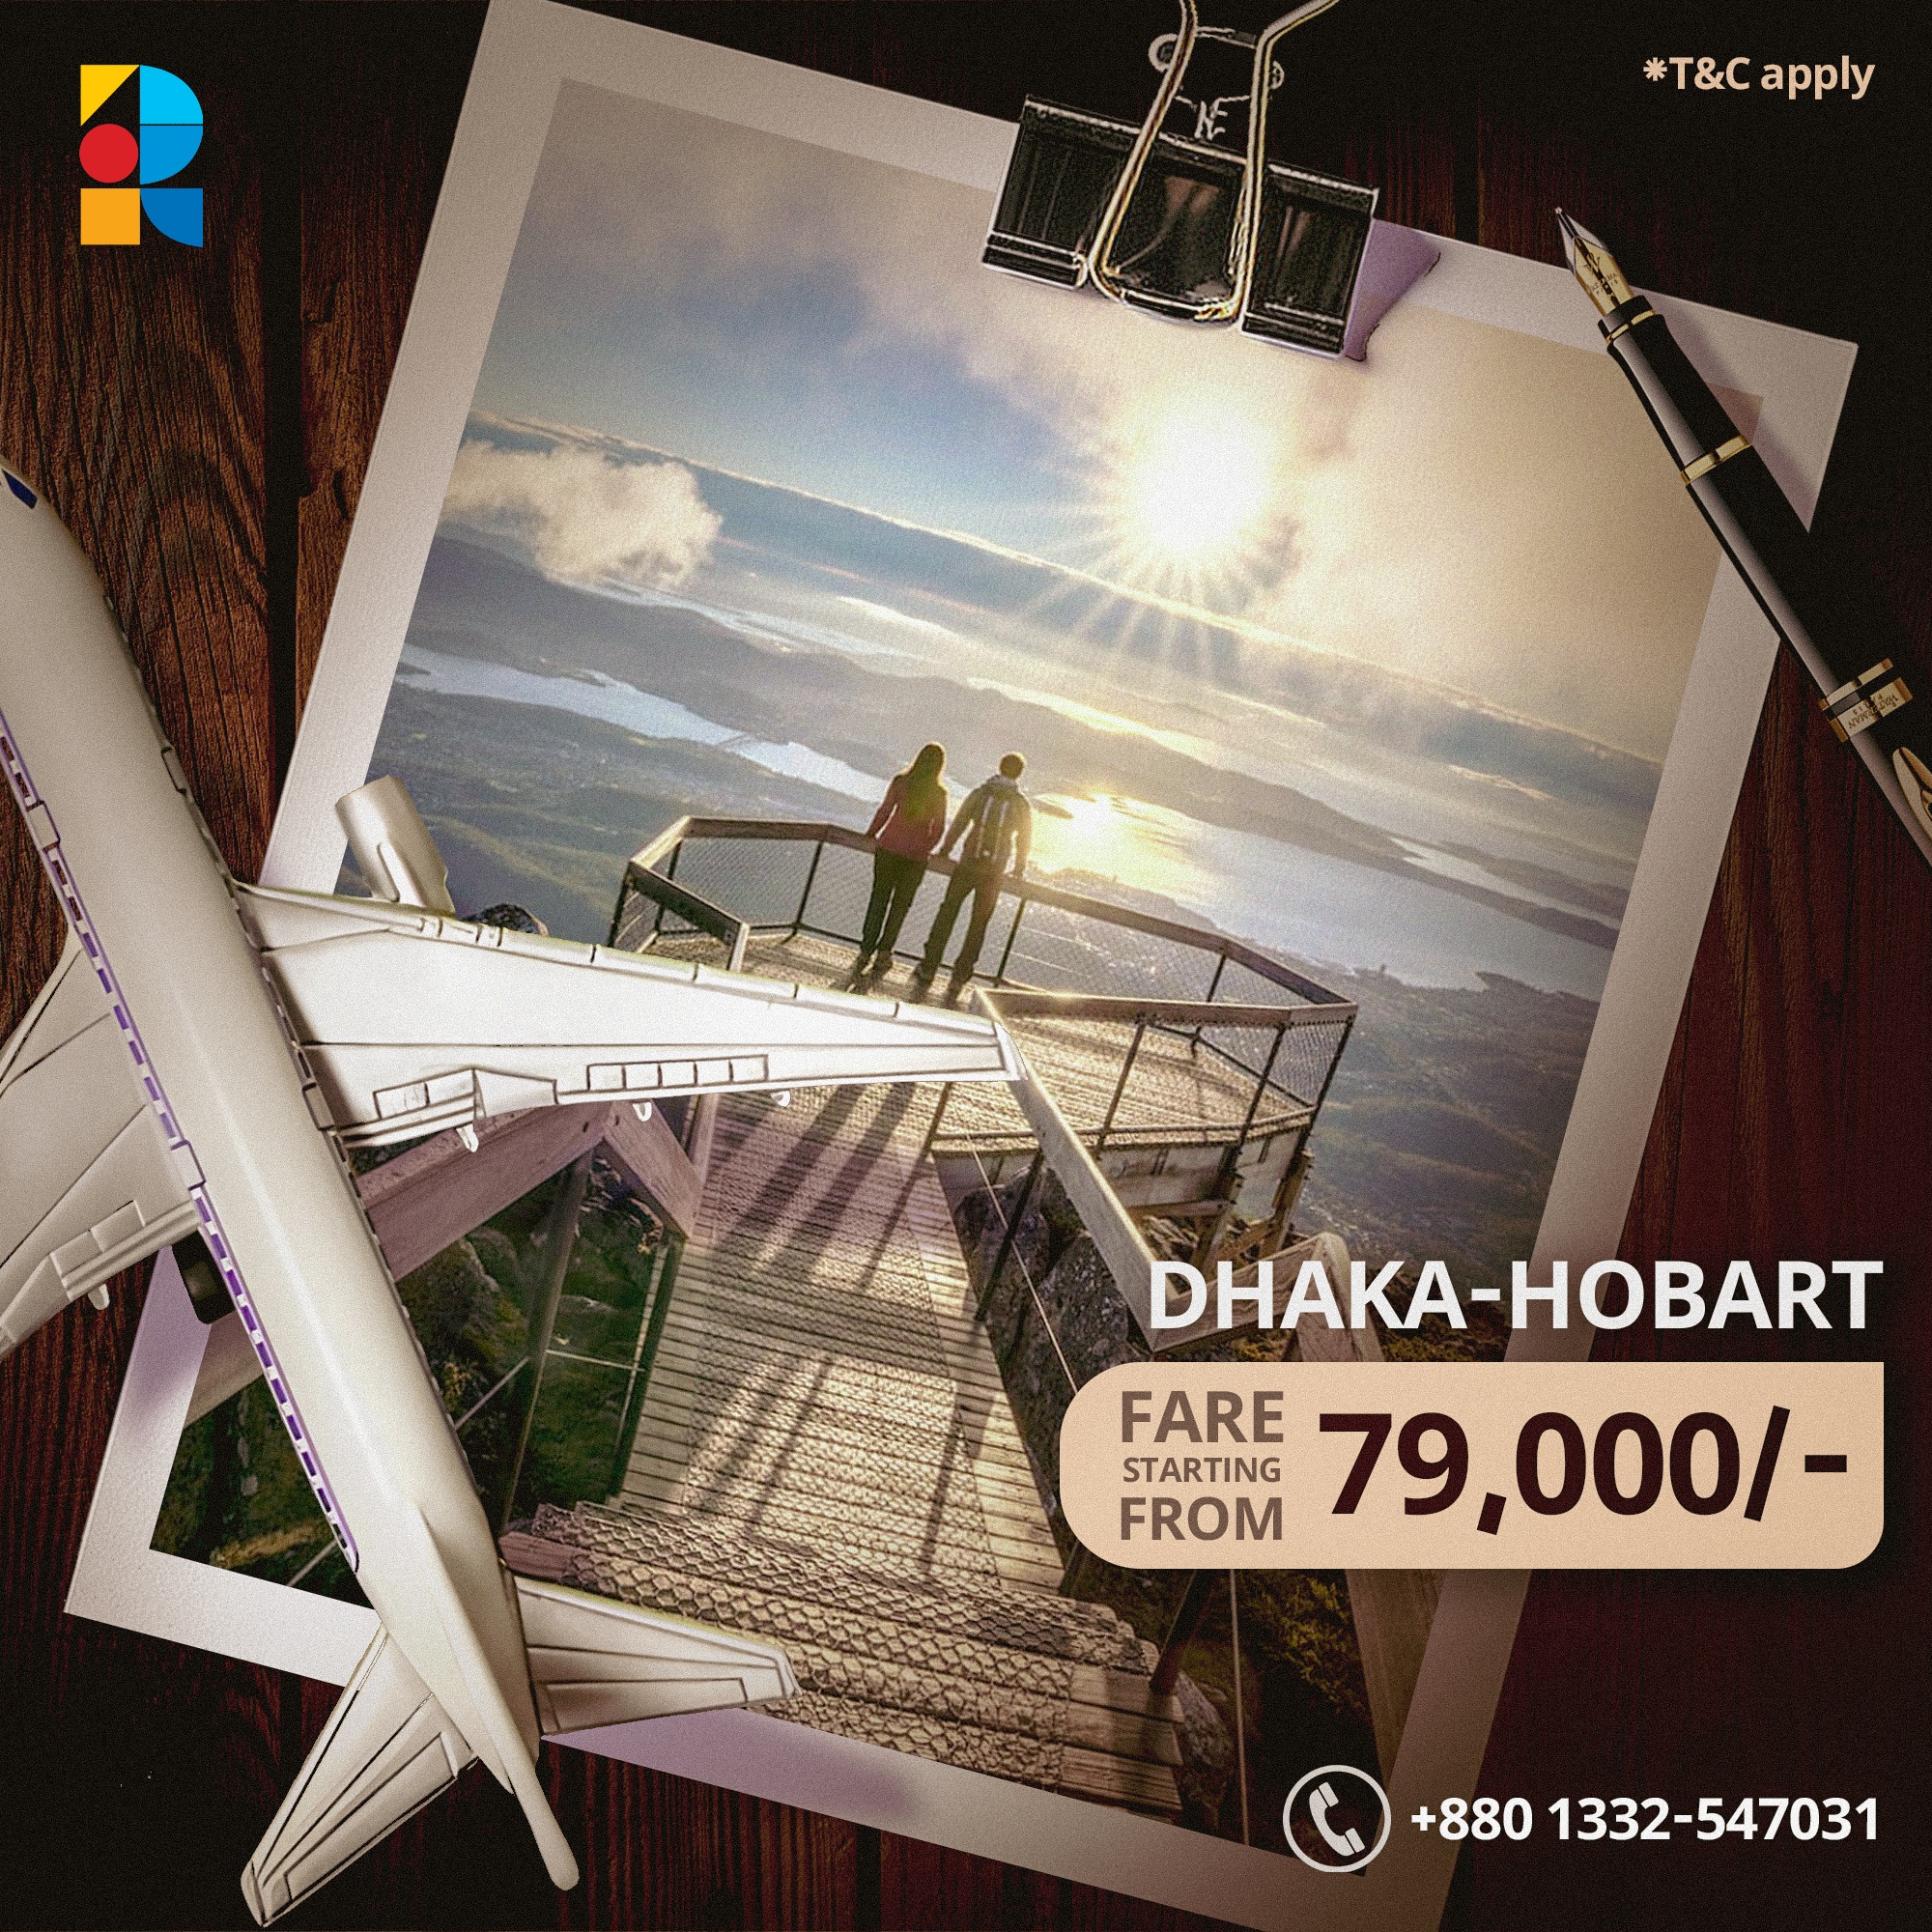 *T&C apply
DHAKA-HOBART
FARE
STARTING
FROM
79,000/-
+880 1332-547031